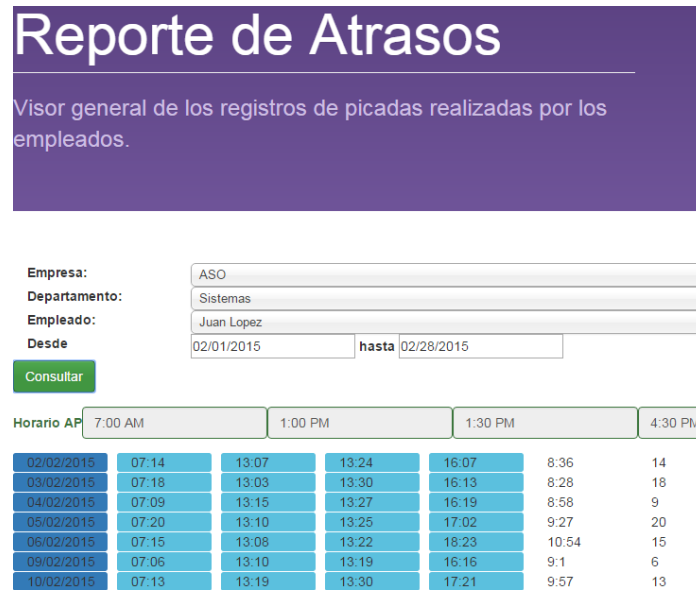 Reporte de Atrasos
Visor general de los registros de picadas realizadas por los
empleados.
Empresa: ASO
Departamento: Sistemas
Empleado: Juan Lopez
Desde 02/01/2015 hasta 02/28/2015
Consultar
Horario AP 7:00 AM 1:00 PM 1:30 PM 4:30 PM
02/02/2015 07:14 13:07 13:24 16:07 8:36 14
03/02/2015 07:18 13:03 13:30 16:13 8:28 18
04/02/2015 07:09 13:15 13:27 16:19 8:58 9
05/02/2015 07:20 13:10 13:25 17:02 9:27 20
06/02/2015 07:15 13:08 13:22 18:23 10:54 15
09/02/2015 07:06 13:10 13:19 16:16 9:1 6
10/02/2015 07:13 13:19 13:30 17:21 9:57 13